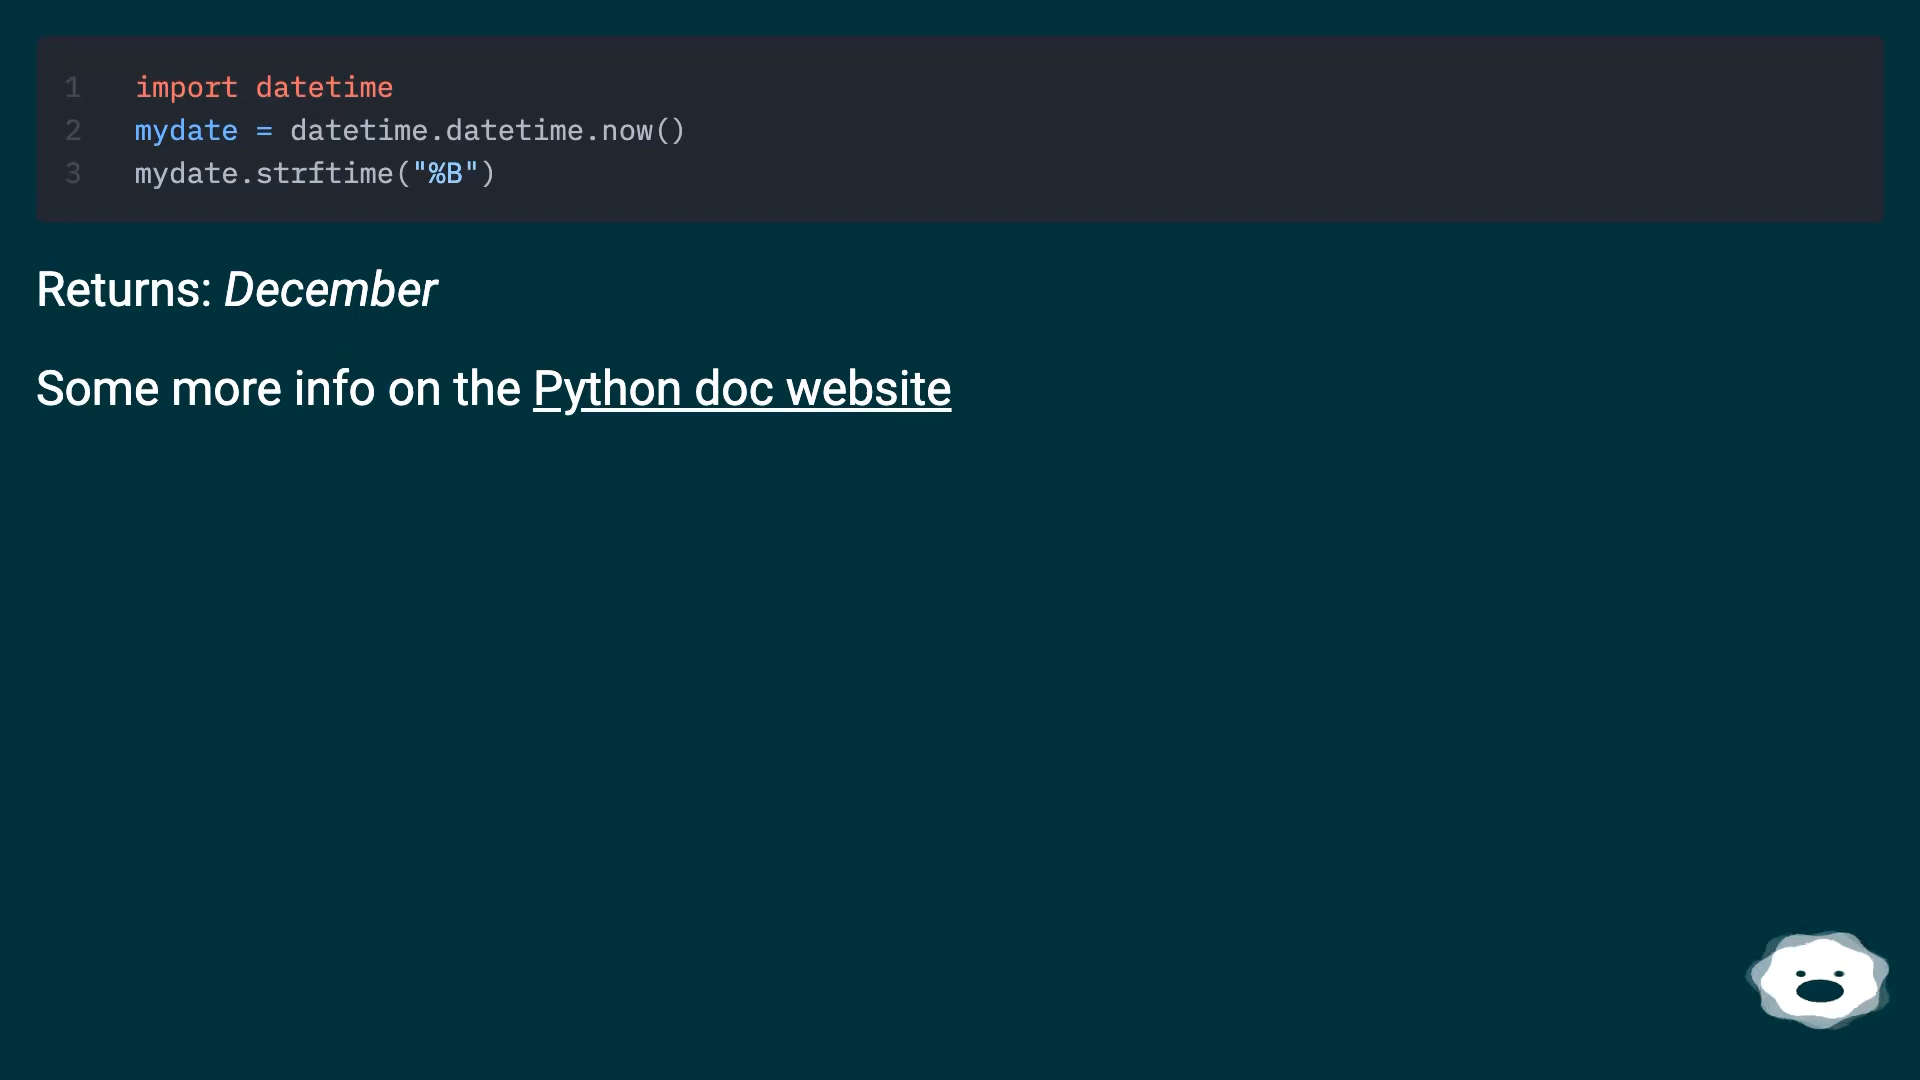 1 import datetime
2 mydate = datetime.datetime.now()
3 mydate.strftime("%B")
Returns: December
Some more info on the Python doc website